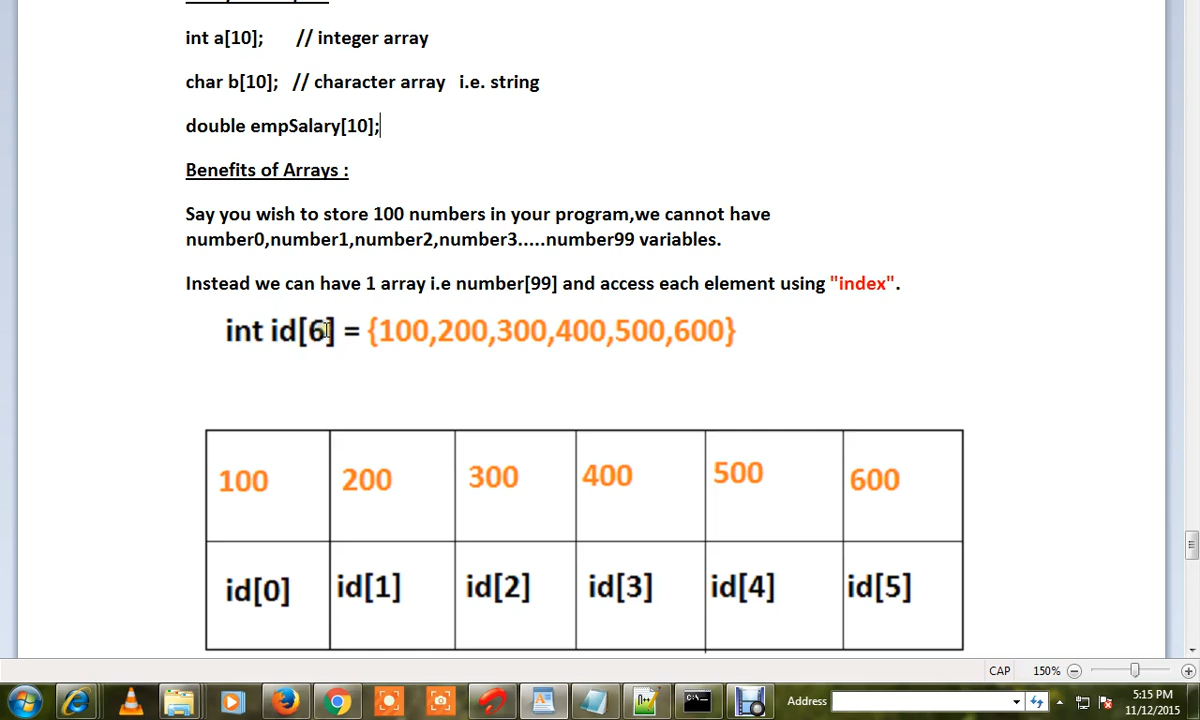 int a[10]; // integer array
char b[10]; // character array i.e. string
double empSalary[10];
Benefits of Arrays :
Say you wish to store 100 numbers in your program,we cannot have
number0,number1,number2,number3.....number99 variables.
Instead we can have 1 array i.e number[99] and access each element using "index".
int id[6] = {100,200,300,400,500,600}
100 200 300 400 500 600
id[0] id[1] id[2] id[3] id[4] id[5]
CAP 150%
Address
5:15 PM
11/12/2015